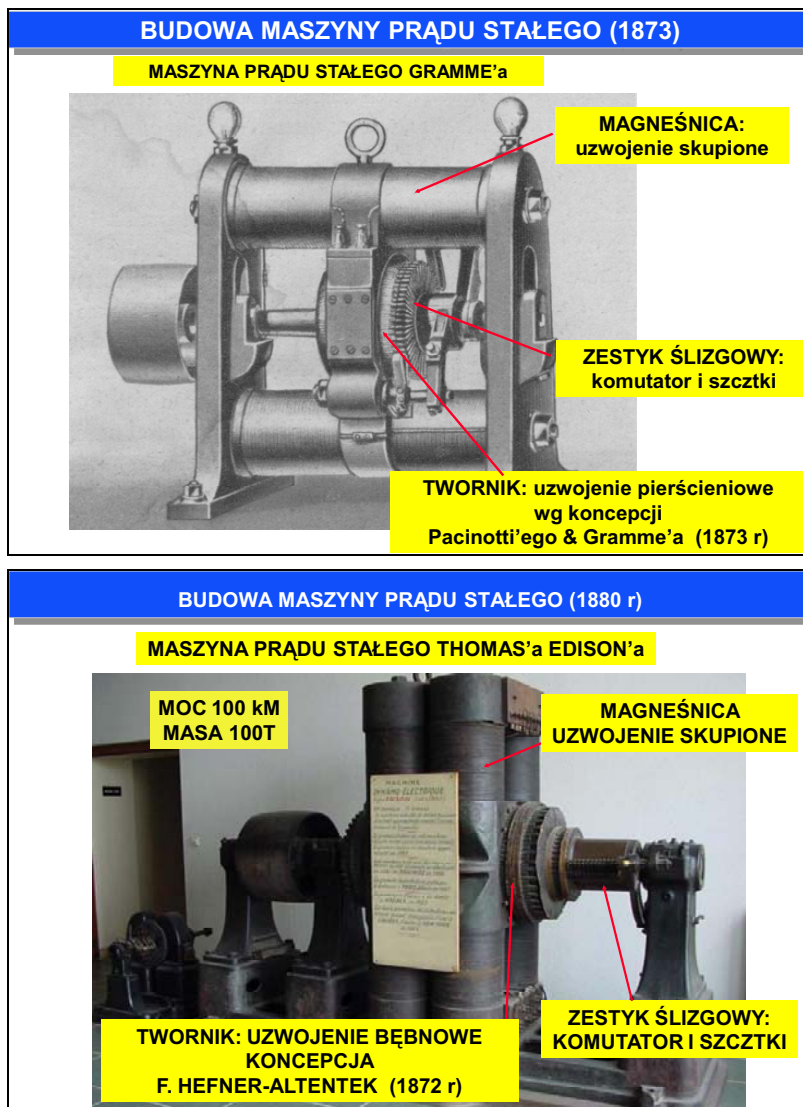 BUDOWA MASZYNY PRĄDU STAŁEGO (1873)
MASZYNA PRĄDU STAŁEGO GRAMME’a
MAGNEŚNICA:
uzwojenie skupione
ZESTYK ŚLIZGOWY:
komutator i szcztki
TWORNIK: uzwojenie pierścieniowe
wg koncepcji
Pacinotti’ego & Gramme’a (1873 r)
BUDOWA MASZYNY PRĄDU STAŁEGO (1880 r)
MASZYNA PRĄDU STAŁEGO THOMAS’a EDISON’a
MOC 100 kM
MASA 100T
MAGNEŚNICA
UZWOJENIE SKUPIONE
MACHINE
DYNAMO ELECTRIQUE
ZESTYK ŚLIZGOWY:
KOMUTATOR I SZCZTKI
TWORNIK: UZWOJENIE BĘBNOWE
KONCEPCJA
F. HEFNER-ALTENTEK (1872 r)